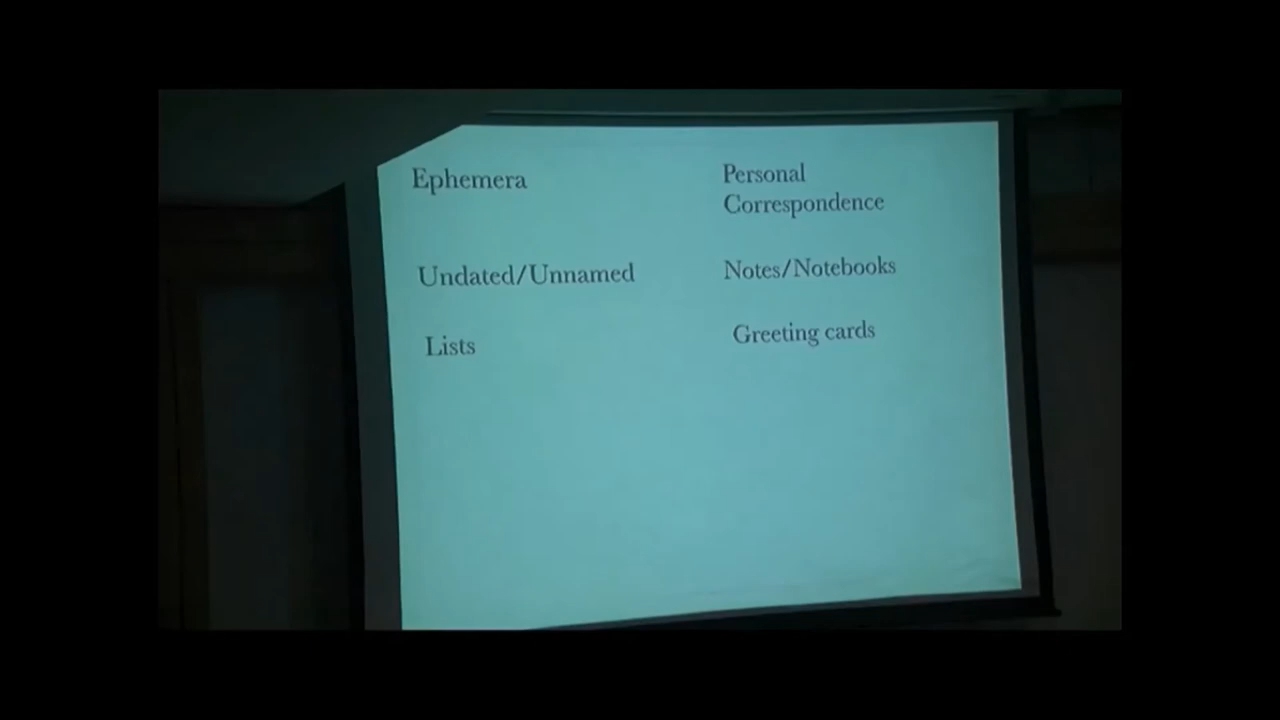 Ephemera
Undated/Unnamed
Lists
Personal
Correspondence
Notes/Notebooks
Greeting cards